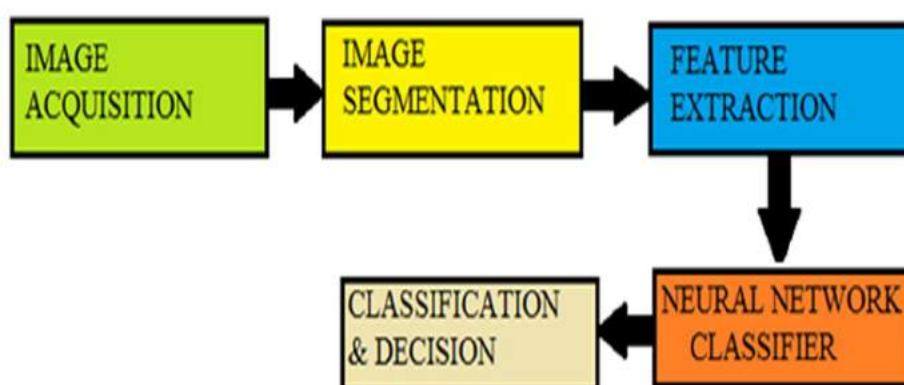 IMAGE
ACQUISITION
IMAGE
SEGMENTATION
FEATURE
EXTRACTION
NEURAL NETWORK
CLASSIFIER
CLASSIFICATION
& DECISION